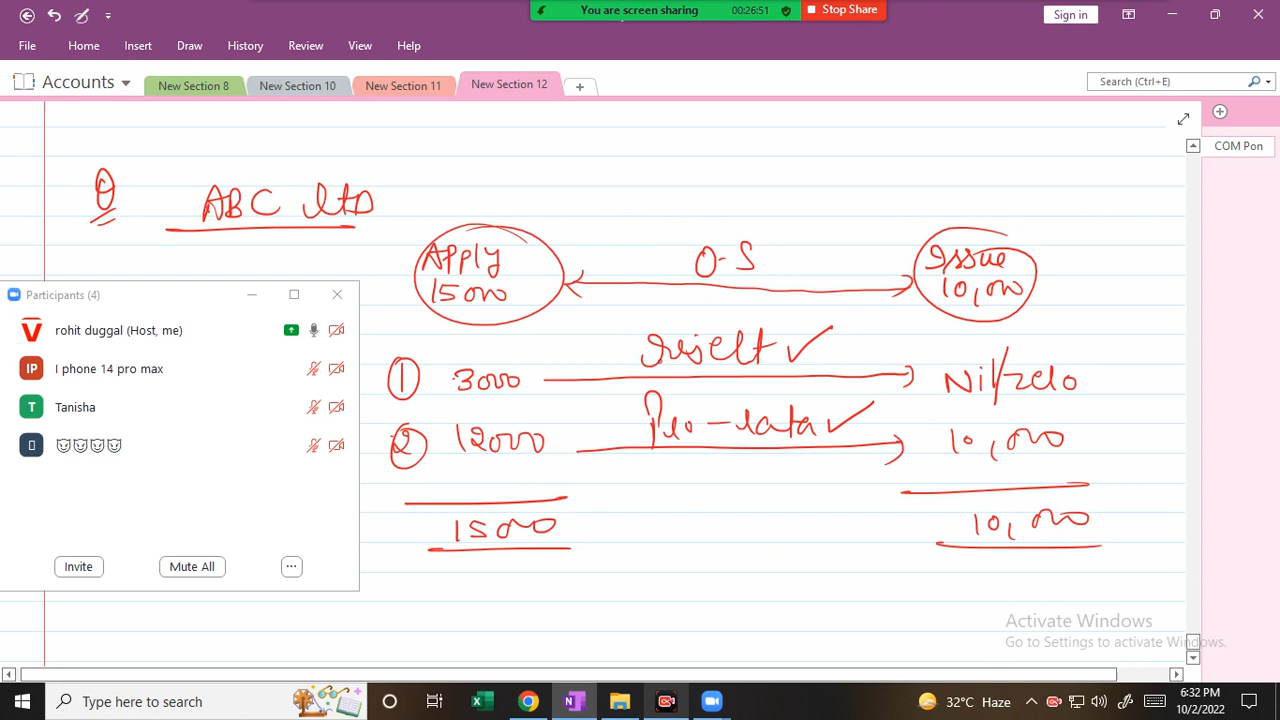 You are screen sharing 00:26:51 Stop Share
Sign in
File Home Insert Draw History Review View Help
Accounts New Section 8 New Section 10 New Section 11 New Section 12 +
Search (Ctrl+E)
COM Pon
Q ABC ltD
Apply 15000 O-S Issue 10,000
Participants (4)
rohit duggal (Host, me)
IP I phone 14 pro max
T Tanisha
Invite Mute All ...
1 3000 Nil/zero
2 12000 Pro-rata ✓ 10,000
15000 10,000
Activate Windows
Go to Settings to activate Windows.
Type here to search
32°C Haze
6:32 PM
10/2/2022